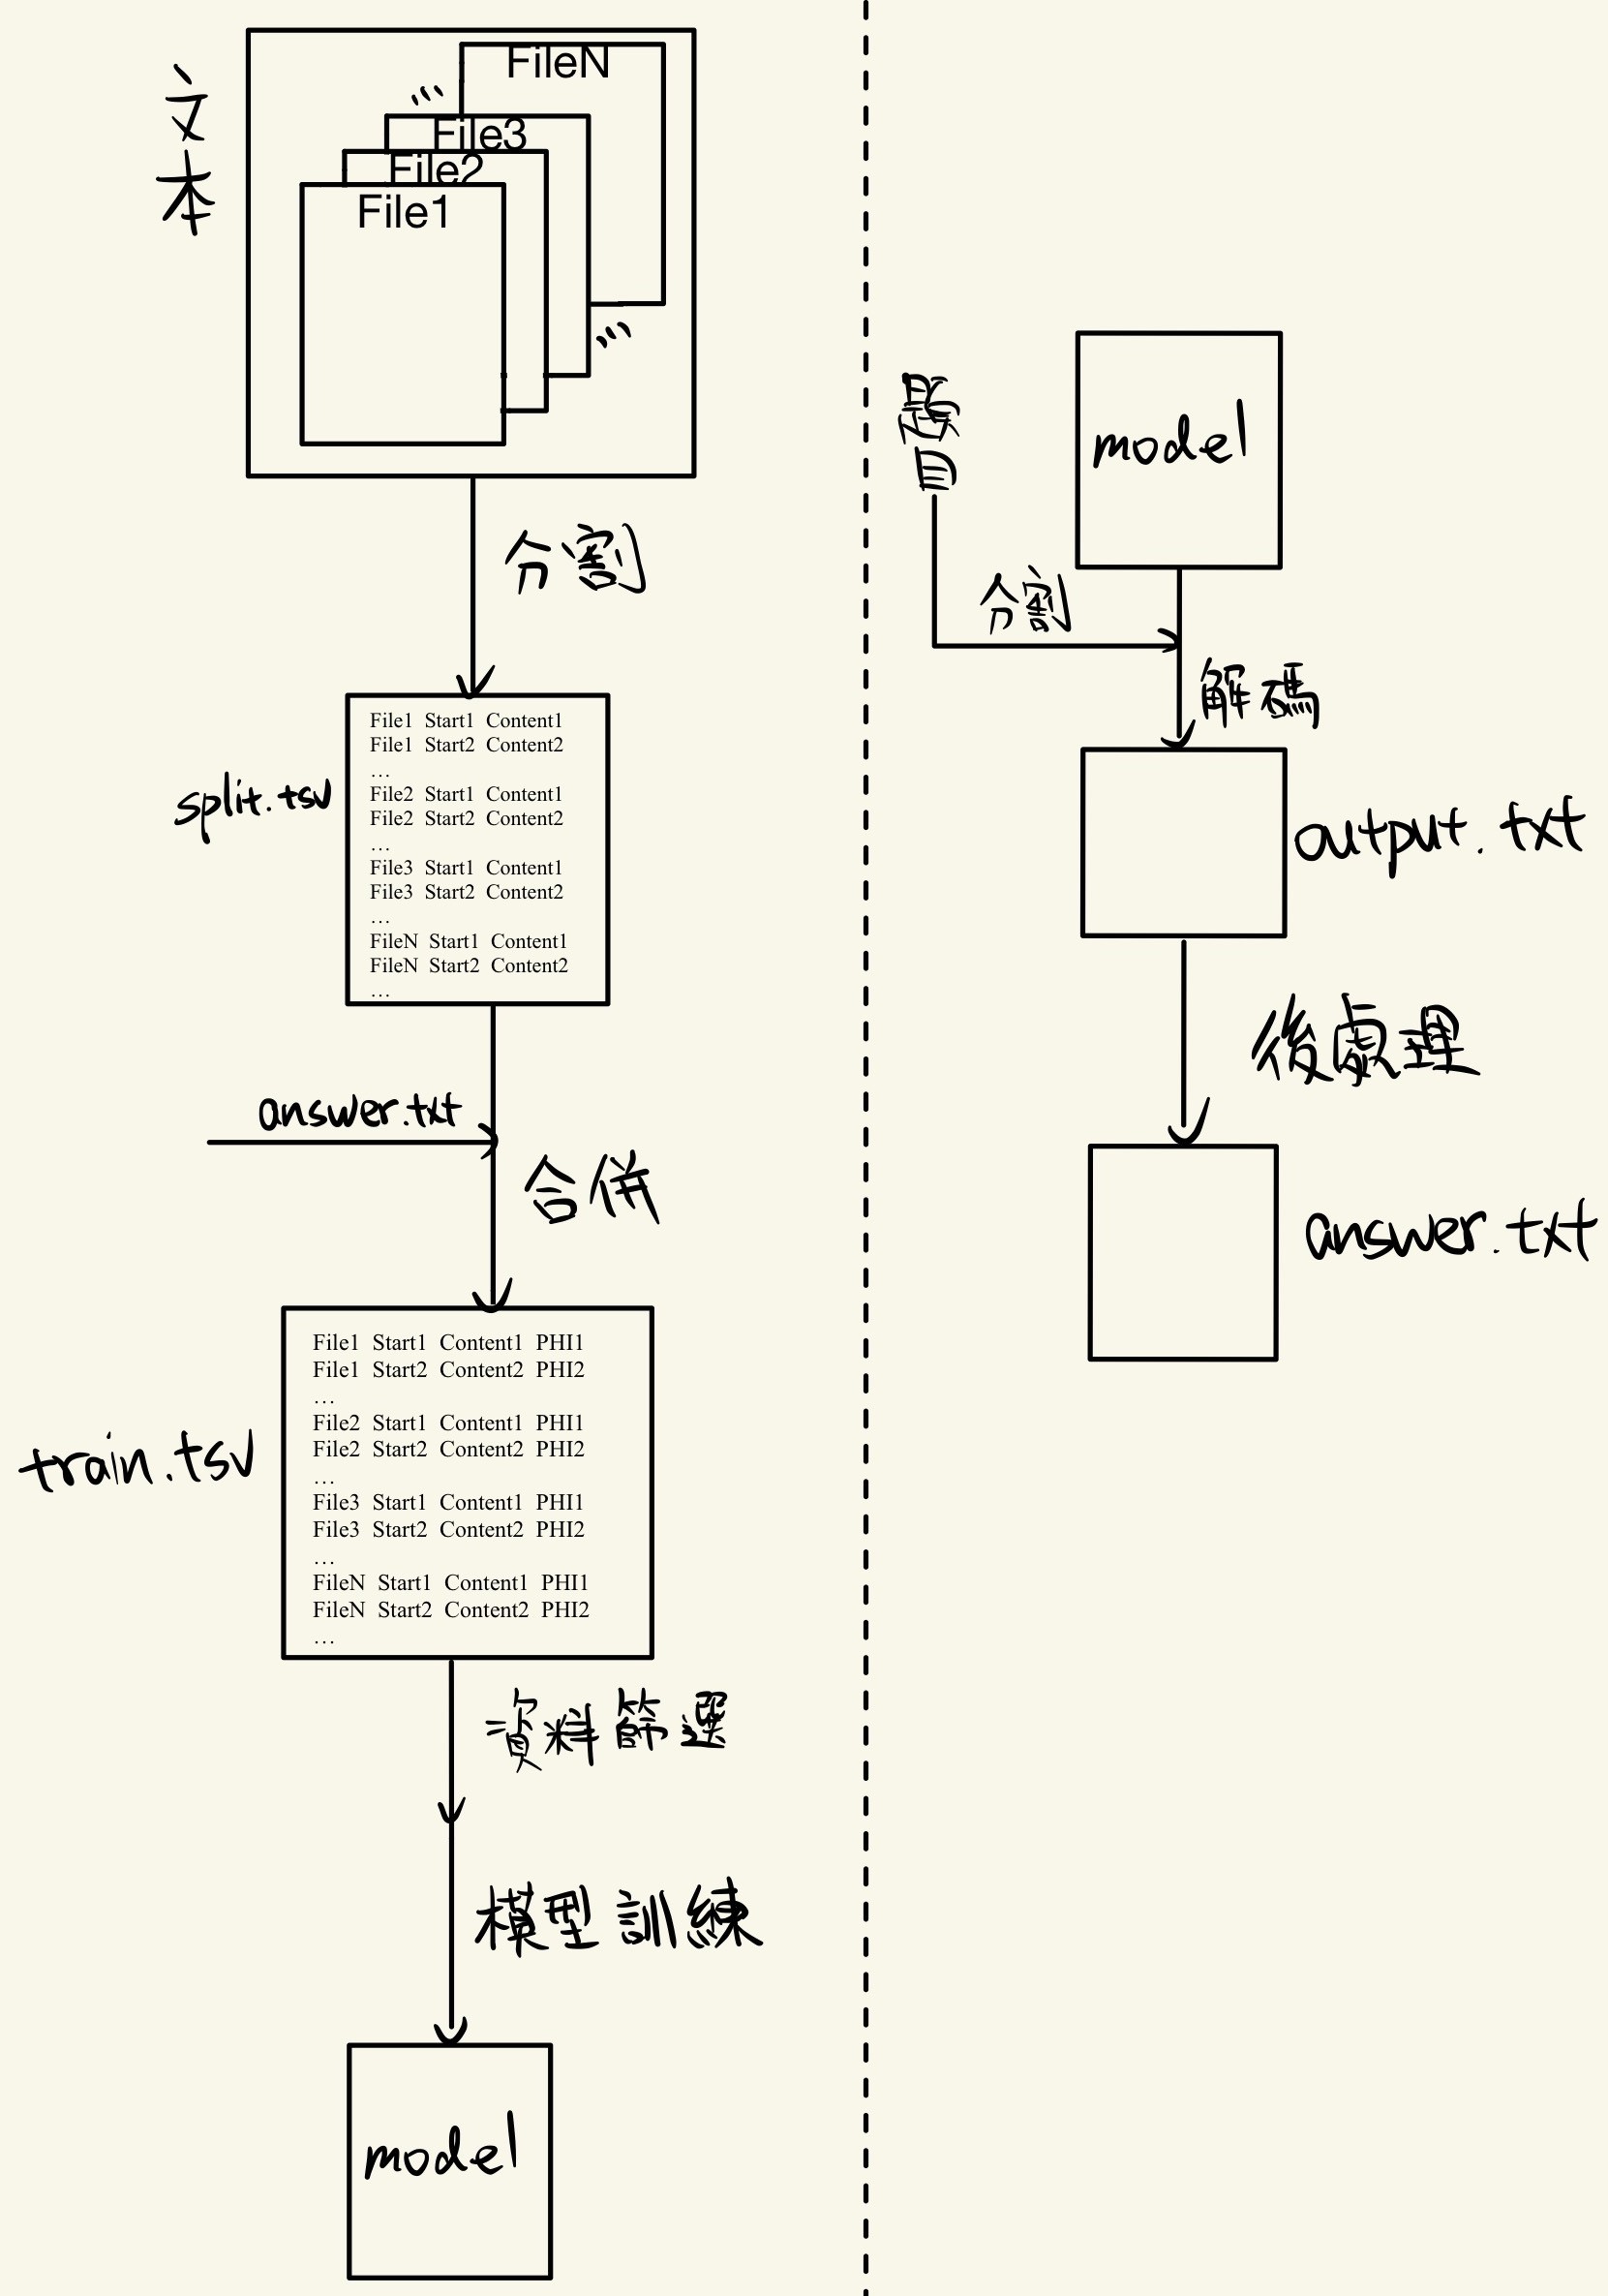 文本
FileN
File3
File2
File1
分割
split.tsv
File1 Start1 Content1
File1 Start2 Content2
...
File2 Start1 Content1
File2 Start2 Content2
...
File3 Start1 Content1
File3 Start2 Content2
...
FileN Start1 Content1
FileN Start2 Content2
...
answer.txt
合併
train.tsv
File1 Start1 Content1 PHI1
File1 Start2 Content2 PHI2
...
File2 Start1 Content1 PHI1
File2 Start2 Content2 PHI2
...
File3 Start1 Content1 PHI1
File3 Start2 Content2 PHI2
...
FileN Start1 Content1 PHI1
FileN Start2 Content2 PHI2
...
資料篩選
模型訓練
model
model
題目
分割
解碼
output.txt
後處理
answer.txt